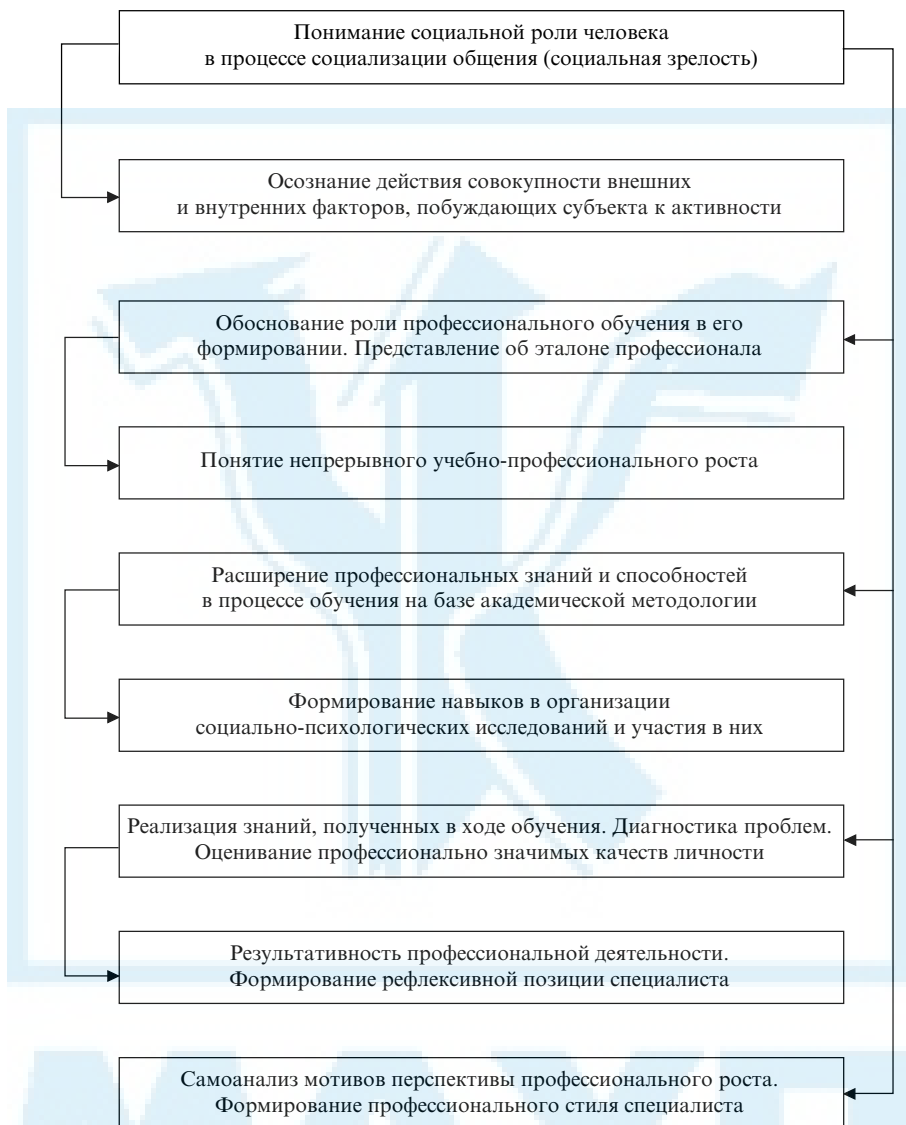 Понимание социальной роли человека
в процессе социализации общения (социальная зрелость)
Осознание действия совокупности внешних
и внутренних факторов, побуждающих субъекта к активности
Обоснование роли профессионального обучения в его
формировании. Представление об эталоне профессионала
Понятие непрерывного учебно-профессионального роста
Расширение профессиональных знаний и способностей
в процессе обучения на базе академической методологии
Формирование навыков в организации
социально-психологических исследований и участия в них
Реализация знаний, полученных в ходе обучения. Диагностика проблем.
Оценивание профессионально значимых качеств личности
Результативность профессиональной деятельности.
Формирование рефлексивной позиции специалиста
Самоанализ мотивов перспективы профессионального роста.
Формирование профессионального стиля специалиста